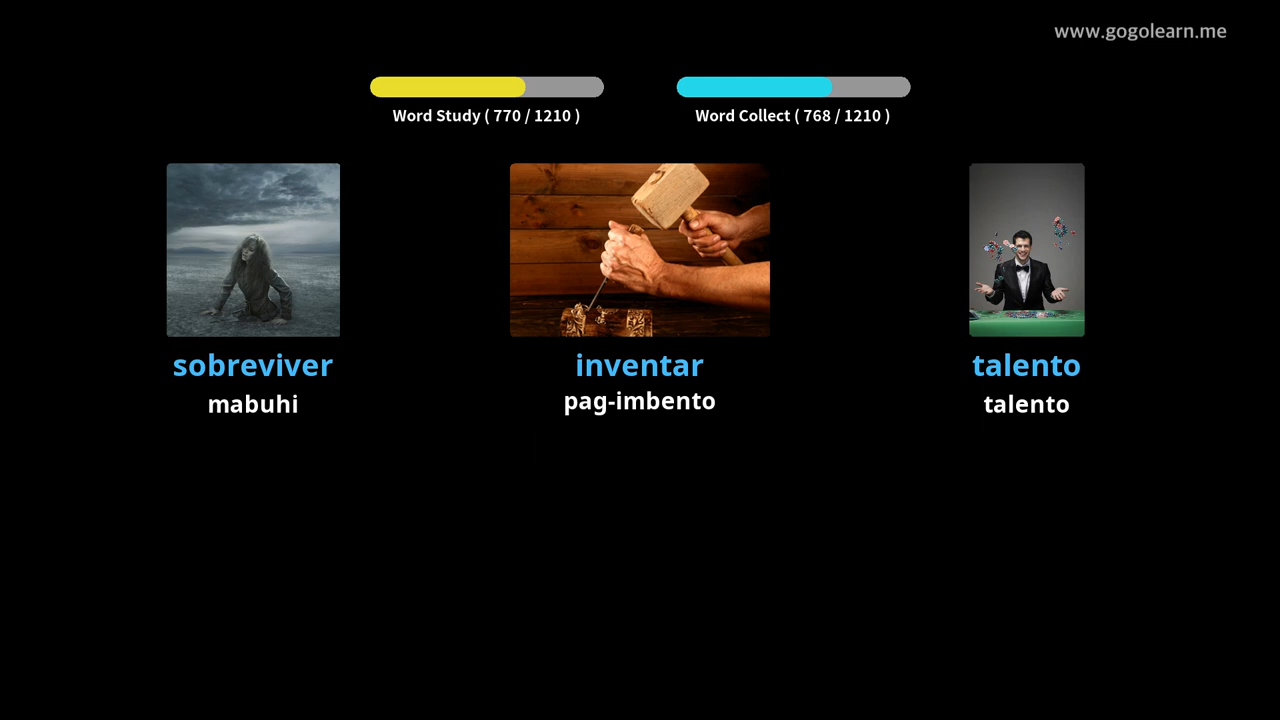 www.gogolearn.me
Word Study ( 770 / 1210 )
Word Collect ( 768 / 1210 )
sobreviver
mabuhi
inventar
pag-imbento
talento
talento